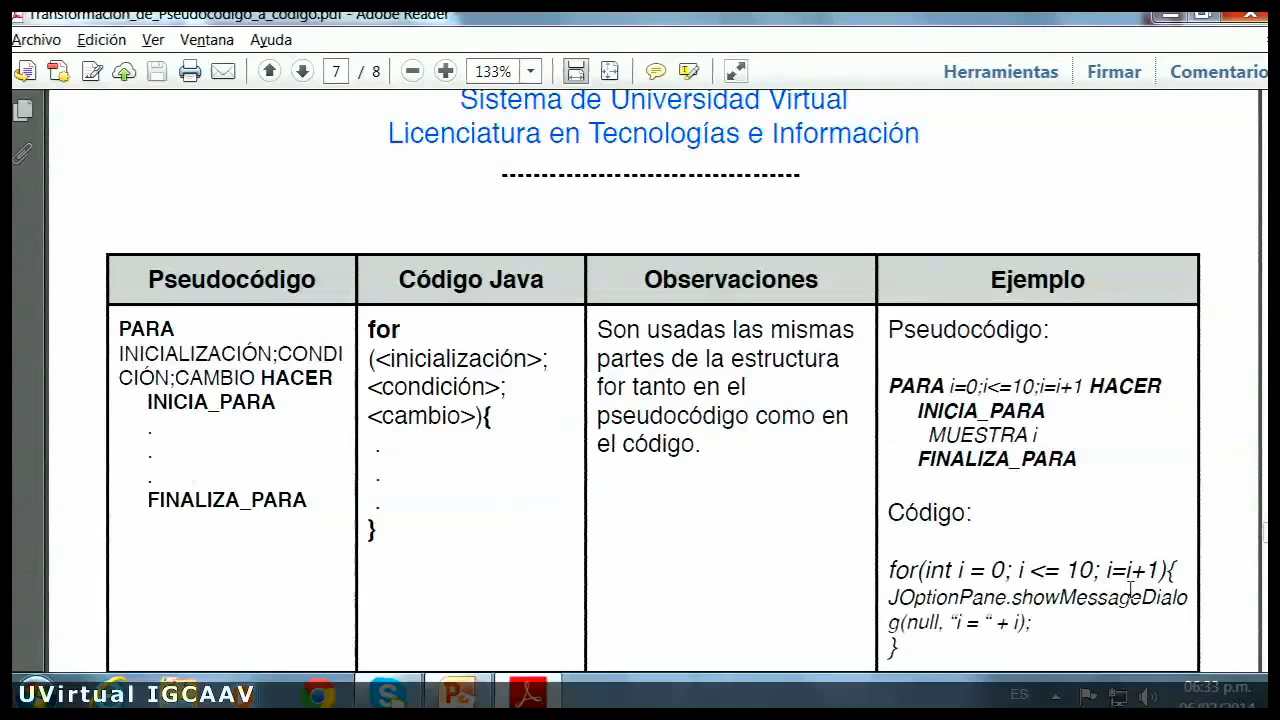 Transformacion_de_Pseudocodigo_a_codigo.pdf - Adobe Reader
Archivo Edición Ver Ventana Ayuda
7 / 8 133% Herramientas Firmar Comentario
Sistema de Universidad Virtual
Licenciatura en Tecnologías e Información
----------------------------------
Pseudocódigo Código Java Observaciones Ejemplo
PARA
INICIALIZACIÓN;CONDI
CIÓN;CAMBIO HACER
INICIA_PARA
.
.
.
FINALIZA_PARA
for
(<inicialización>;
<condición>;
<cambio>){
.
.
.
}
Son usadas las mismas
partes de la estructura
for tanto en el
pseudocódigo como en
el código.
Pseudocódigo:
PARA i=0;i<=10;i=i+1 HACER
INICIA_PARA
MUESTRA i
FINALIZA_PARA
Código:
for(int i = 0; i <= 10; i=i+1){
JOptionPane.showMessageDialo
g(null, “i = “ + i);
}
UVirtual IGCAAV
ES 06:33 p.m.
06/02/2014